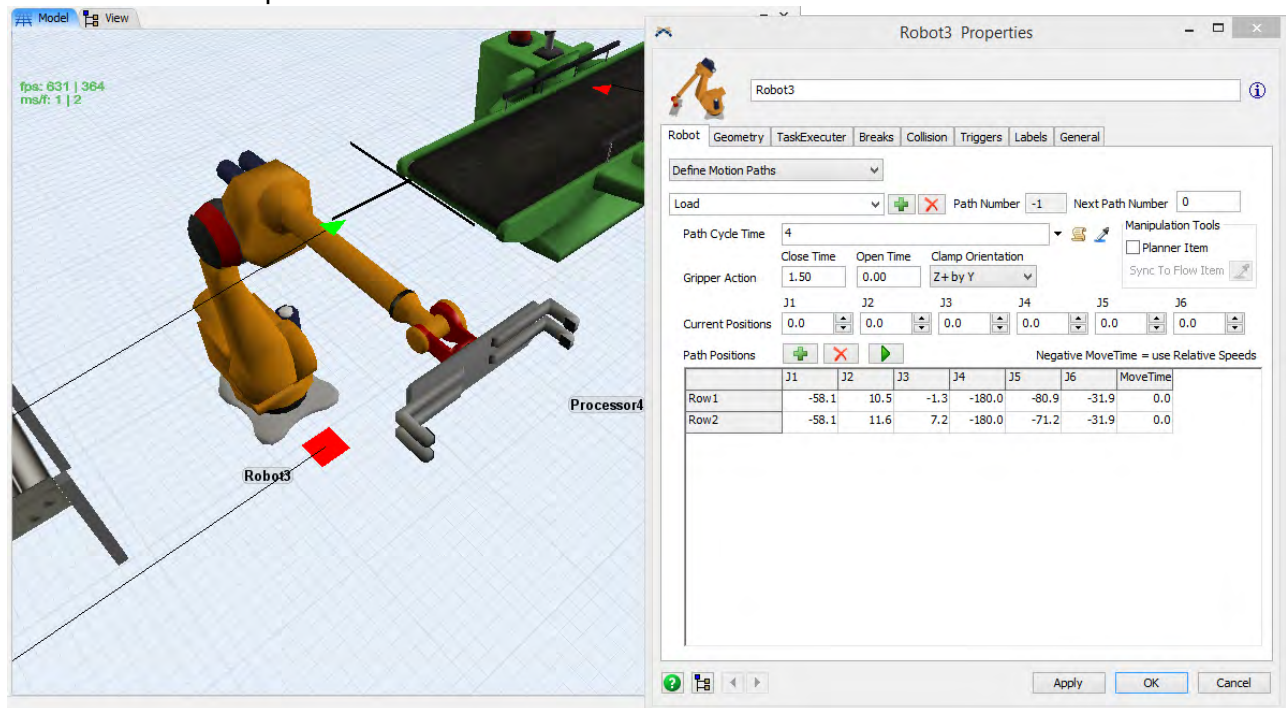 Model View
fps: 631 | 364
ms/f: 1 | 2
Processor4
Robot3
Robot3 Properties
Robot3
Robot Geometry TaskExecuter Breaks Collision Triggers Labels General
Define Motion Paths
Load Path Number -1 Next Path Number 0
Path Cycle Time 4 Manipulation Tools
Planner Item
Close Time Open Time Clamp Orientation
Sync To Flow Item
Gripper Action 1.50 0.00 Z+ by Y
J1 J2 J3 J4 J5 J6
Current Positions 0.0 0.0 0.0 0.0 0.0 0.0
Path Positions Negative MoveTime = use Relative Speeds
J1 J2 J3 J4 J5 J6 MoveTime
Row1 -58.1 10.5 -1.3 -180.0 -80.9 -31.9 0.0
Row2 -58.1 11.6 7.2 -180.0 -71.2 -31.9 0.0
Apply OK Cancel